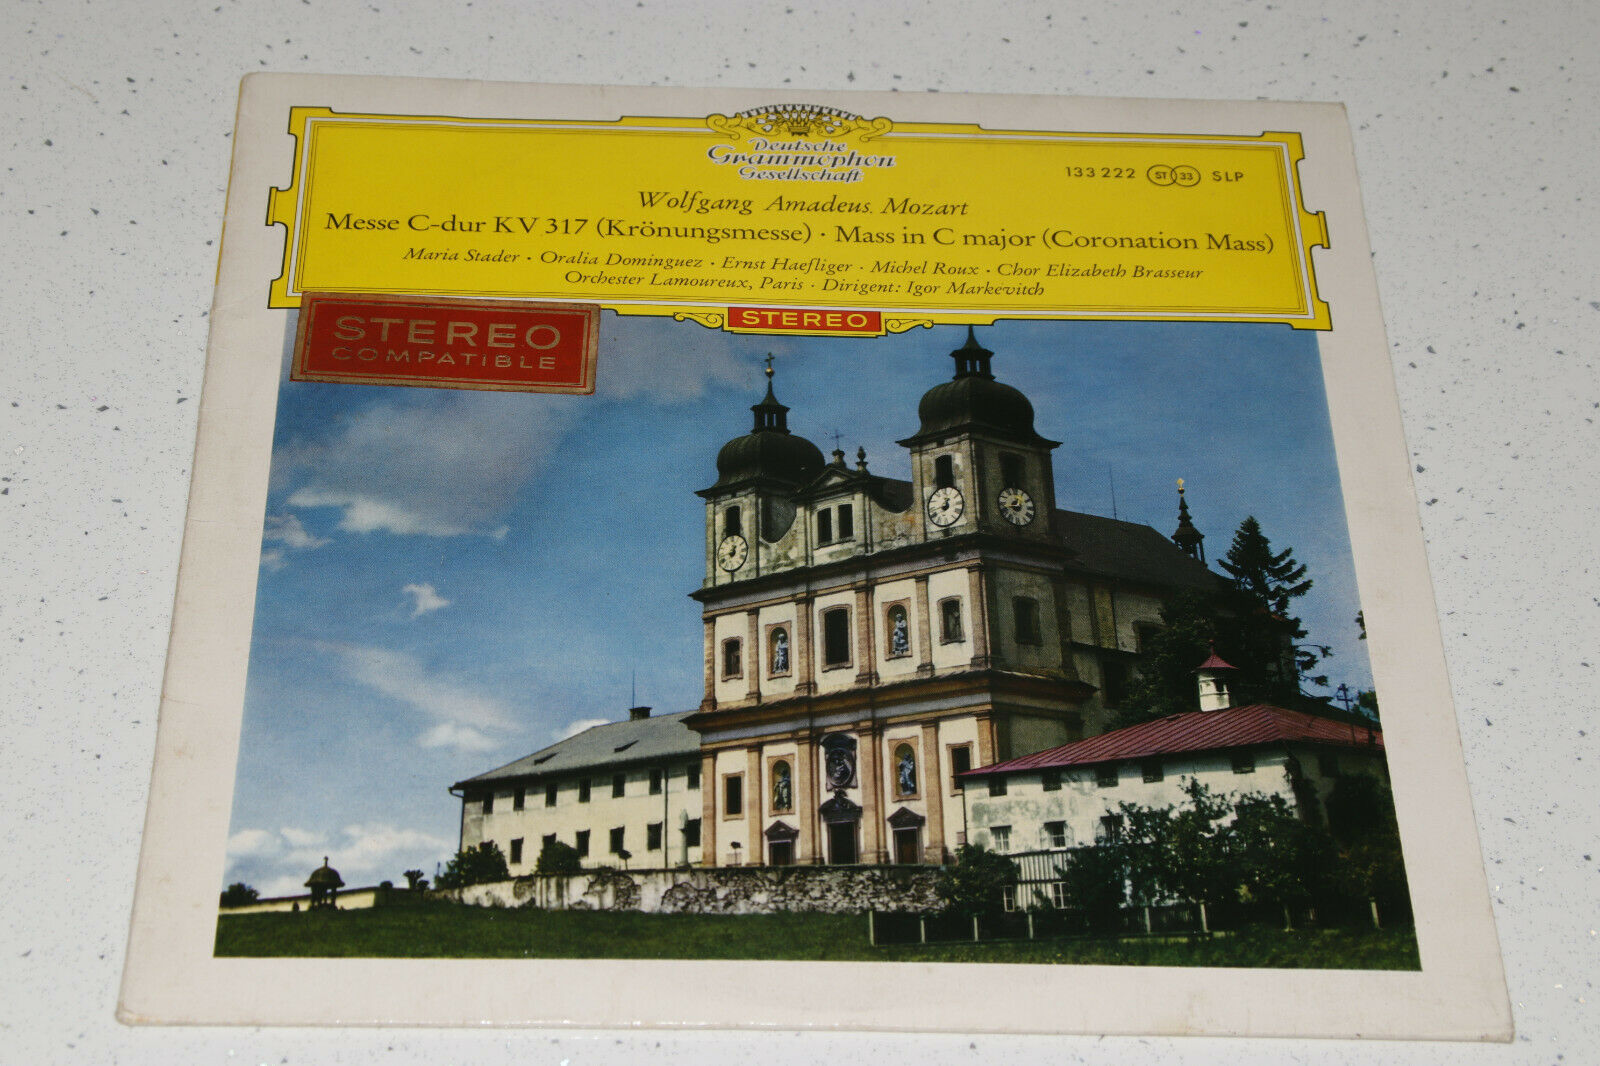 Deutsche
Grammophon
Gesellschaft
133 222 ST 33 SLP
Wolfgang Amadeus Mozart
Messe C-dur KV 317 (Krönungsmesse) · Mass in C major (Coronation Mass)
Maria Stader · Oralia Dominguez · Ernst Haefliger · Michel Roux · Chor Elizabeth Brasseur
Orchester Lamoureux, Paris · Dirigent: Igor Markevitch
STEREO
STEREO
COMPATIBLE